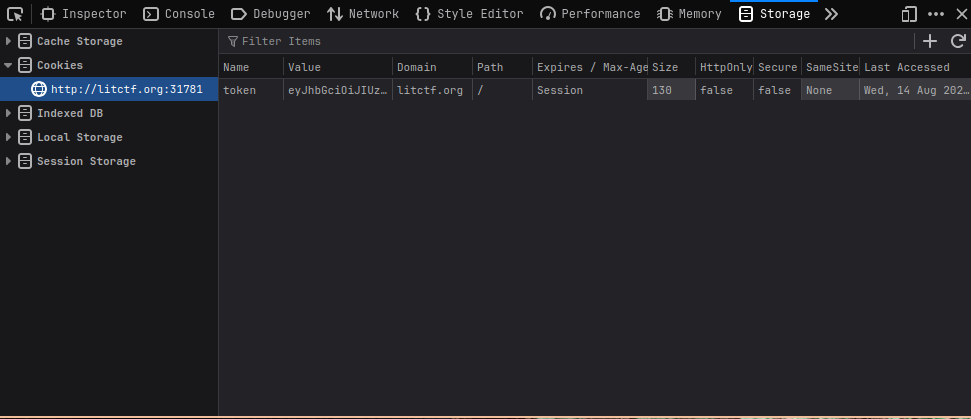 Inspector Console Debugger Network Style Editor Performance Memory Storage
Cache Storage
Filter Items
Cookies
Name Value Domain Path Expires / Max-Age Size HttpOnly Secure SameSite Last Accessed
http://litctf.org:31781
token eyJhbGciOiJIUz… litctf.org / Session 130 false false None Wed, 14 Aug 202…
Indexed DB
Local Storage
Session Storage